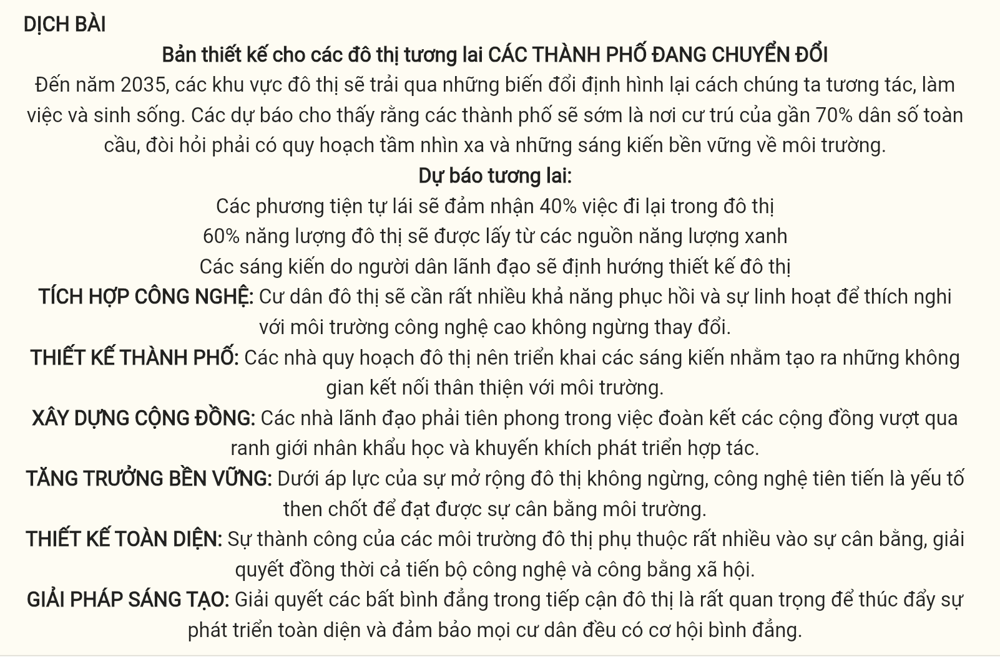 DỊCH BÀI
Bản thiết kế cho các đô thị tương lai CÁC THÀNH PHỐ ĐANG CHUYỂN ĐỔI
Đến năm 2035, các khu vực đô thị sẽ trải qua những biến đổi định hình lại cách chúng ta tương tác, làm
việc và sinh sống. Các dự báo cho thấy rằng các thành phố sẽ sớm là nơi cư trú của gần 70% dân số toàn
cầu, đòi hỏi phải có quy hoạch tầm nhìn xa và những sáng kiến bền vững về môi trường.
Dự báo tương lai:
Các phương tiện tự lái sẽ đảm nhận 40% việc đi lại trong đô thị
60% năng lượng đô thị sẽ được lấy từ các nguồn năng lượng xanh
Các sáng kiến do người dân lãnh đạo sẽ định hướng thiết kế đô thị
TÍCH HỢP CÔNG NGHỆ: Cư dân đô thị sẽ cần rất nhiều khả năng phục hồi và sự linh hoạt để thích nghi
với môi trường công nghệ cao không ngừng thay đổi.
THIẾT KẾ THÀNH PHỐ: Các nhà quy hoạch đô thị nên triển khai các sáng kiến nhằm tạo ra những không
gian kết nối thân thiện với môi trường.
XÂY DỰNG CỘNG ĐỒNG: Các nhà lãnh đạo phải tiên phong trong việc đoàn kết các cộng đồng vượt qua
ranh giới nhân khẩu học và khuyến khích phát triển hợp tác.
TĂNG TRƯỞNG BỀN VỮNG: Dưới áp lực của sự mở rộng đô thị không ngừng, công nghệ tiên tiến là yếu tố
then chốt để đạt được sự cân bằng môi trường.
THIẾT KẾ TOÀN DIỆN: Sự thành công của các môi trường đô thị phụ thuộc rất nhiều vào sự cân bằng, giải
quyết đồng thời cả tiến bộ công nghệ và công bằng xã hội.
GIẢI PHÁP SÁNG TẠO: Giải quyết các bất bình đẳng trong tiếp cận đô thị là rất quan trọng để thúc đẩy sự
phát triển toàn diện và đảm bảo mọi cư dân đều có cơ hội bình đẳng.